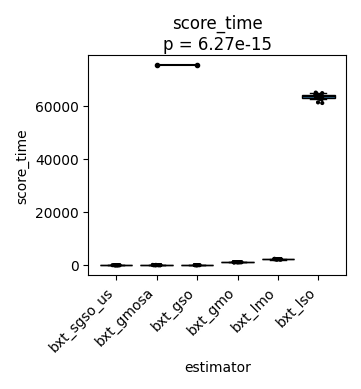 score_time
p = 6.27e-15
score_time
60000
40000
20000
0
bxt_sgso_us
bxt_gmosa
bxt_gso
bxt_gmo
bxt_lmo
bxt_lso
estimator